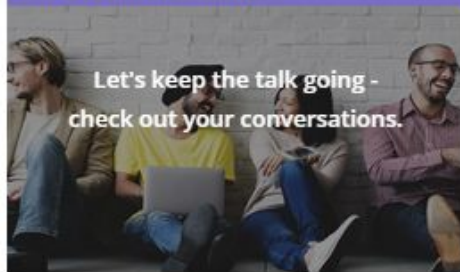 Let's keep the talk going -
check out your conversations.